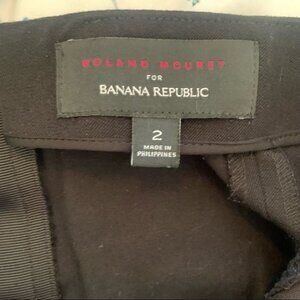 ROLAND MOURET
FOR
BANANA REPUBLIC
2
MADE IN
PHILIPPINES